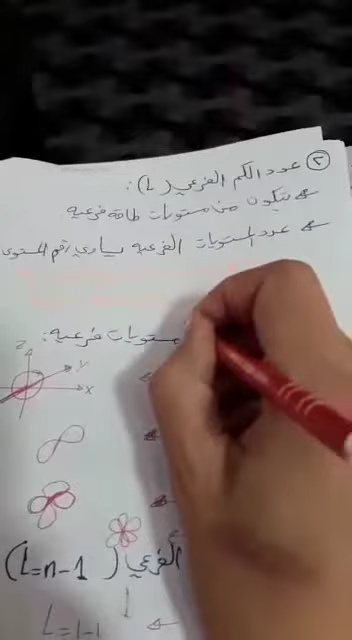 ② عدد الكم الفرعي (L):
← يتكون من مستويات طاقة فرعية
← عدد المستويات الفرعية يساوي رقم المستوى
مستويات فرعية:
Z
Y
X
الفرعي (L=n-1)
← L=1-1